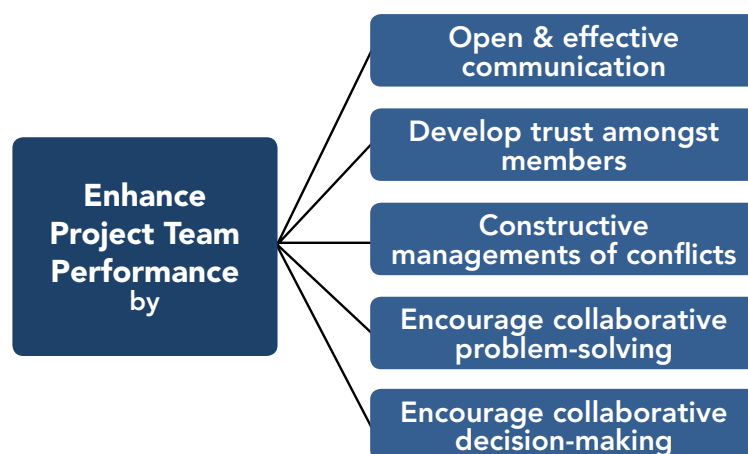 Enhance
Project Team
Performance
by
Open & effective
communication
Develop trust amongst
members
Constructive
managements of conflicts
Encourage collaborative
problem-solving
Encourage collaborative
decision-making